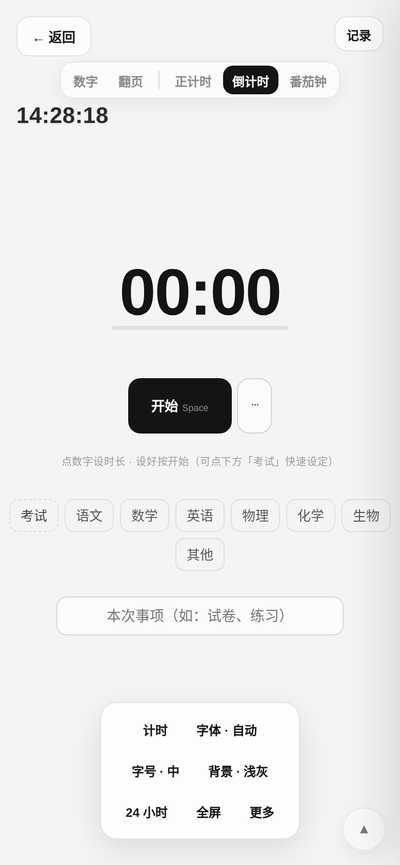 ← 返回
记录
数字 翻页 正计时 倒计时 番茄钟
14:28:18
00:00
开始 Space ...
点数字设时长 · 设好按开始（可点下方「考试」快速设定）
考试 语文 数学 英语 物理 化学 生物
其他
本次事项（如：试卷、练习）
计时 字体 · 自动
字号 · 中 背景 · 浅灰
24 小时 全屏 更多
▲